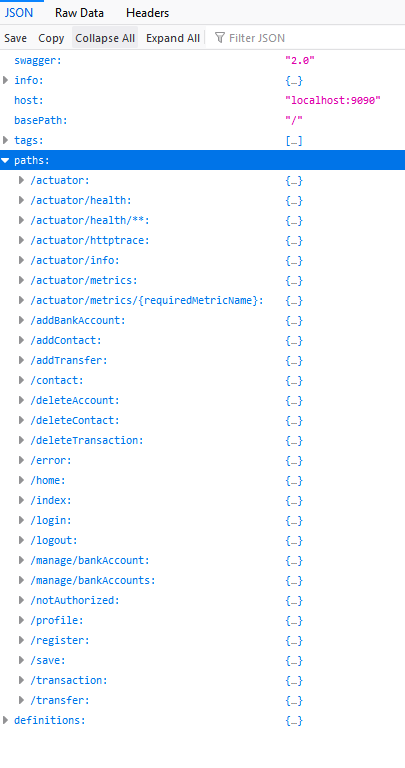 JSON Raw Data Headers
Save Copy Collapse All Expand All Filter JSON
swagger: "2.0"
info: {…}
host: "localhost:9090"
basePath: "/"
tags: […]
paths:
/actuator: {…}
/actuator/health: {…}
/actuator/health/**: {…}
/actuator/httptrace: {…}
/actuator/info: {…}
/actuator/metrics: {…}
/actuator/metrics/{requiredMetricName}: {…}
/addBankAccount: {…}
/addContact: {…}
/addTransfer: {…}
/contact: {…}
/deleteAccount: {…}
/deleteContact: {…}
/deleteTransaction: {…}
/error: {…}
/home: {…}
/index: {…}
/login: {…}
/logout: {…}
/manage/bankAccount: {…}
/manage/bankAccounts: {…}
/notAuthorized: {…}
/profile: {…}
/register: {…}
/save: {…}
/transaction: {…}
/transfer: {…}
definitions: {…}